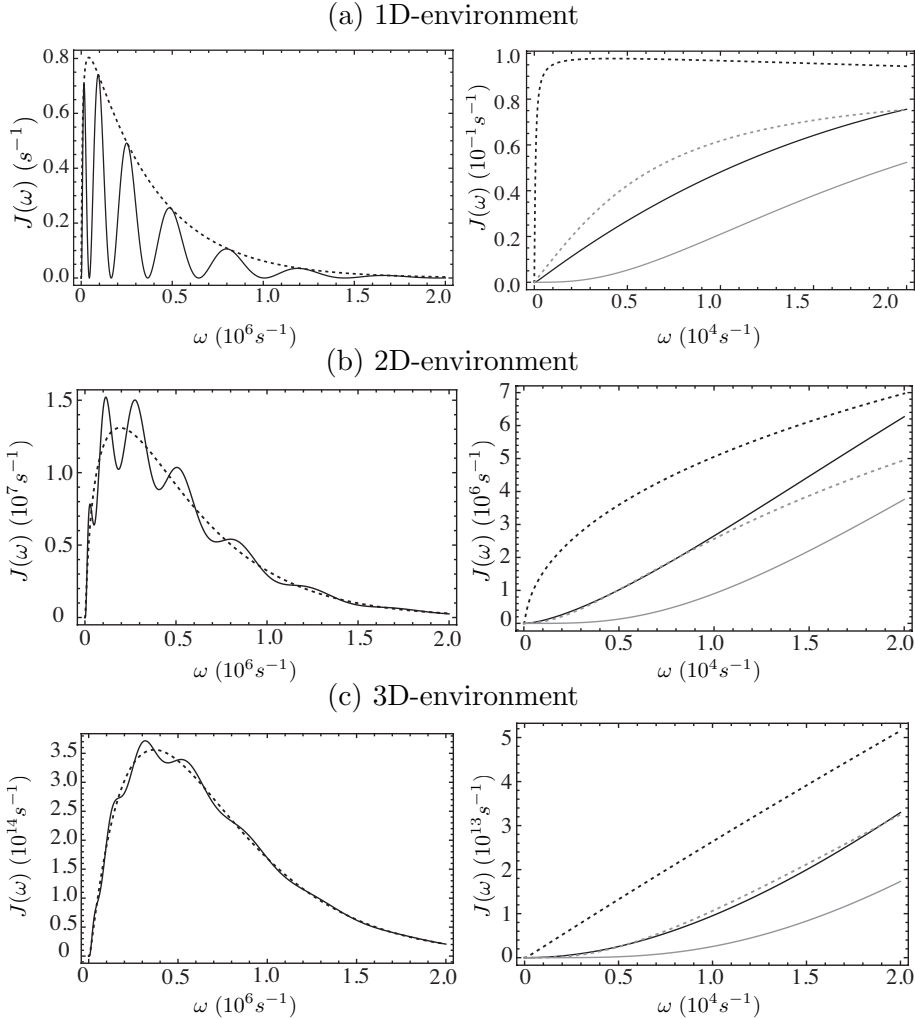 (a) 1D-environment
J(ω) (s⁻¹)
0.8
0.6
0.4
0.2
0.0
0 0.5 1.0 1.5 2.0
ω (10⁶s⁻¹)
J(ω) (10⁻¹s⁻¹)
1.0
0.8
0.6
0.4
0.2
0.0
0 0.5 1.0 1.5 2.0
ω (10⁴s⁻¹)
(b) 2D-environment
J(ω) (10⁷s⁻¹)
1.5
1.0
0.5
0
0 0.5 1.0 1.5 2.0
ω (10⁶s⁻¹)
J(ω) (10⁶s⁻¹)
7
6
5
4
3
2
1
0
0 0.5 1.0 1.5 2.0
ω (10⁴s⁻¹)
(c) 3D-environment
J(ω) (10¹⁴s⁻¹)
3.5
3.0
2.5
2.0
1.5
1.0
0.5
0
0 0.5 1.0 1.5 2.0
ω (10⁶s⁻¹)
J(ω) (10¹³s⁻¹)
5
4
3
2
1
0
0 0.5 1.0 1.5 2.0
ω (10⁴s⁻¹)